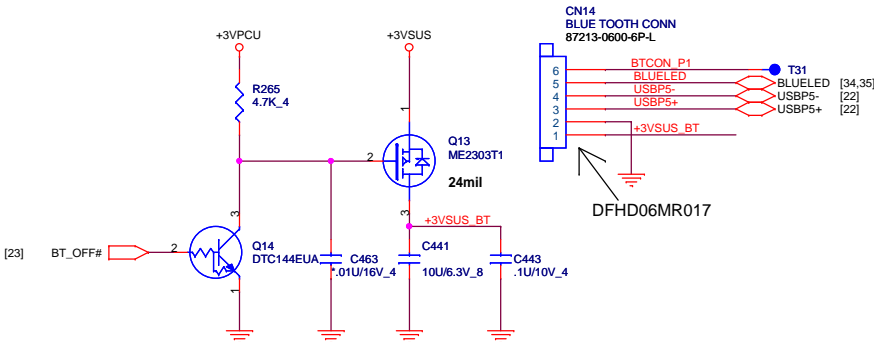 CN14
BLUE TOOTH CONN
87213-0600-6P-L
+3VPCU
+3VSUS
BTCON_P1
T31
6
BLUELED
BLUELED [34,35]
5
USBP5-
USBP5- [22]
4
USBP5+
USBP5+ [22]
3
2
+3VSUS_BT
1
R265
4.7K_4
1
Q13
ME2303T1
2
24mil
DFHD06MR017
3
3
+3VSUS_BT
[23] BT_OFF#
2
Q14
DTC144EUA
C463
*.01U/16V_4
C441
10U/6.3V_8
C443
.1U/10V_4
1